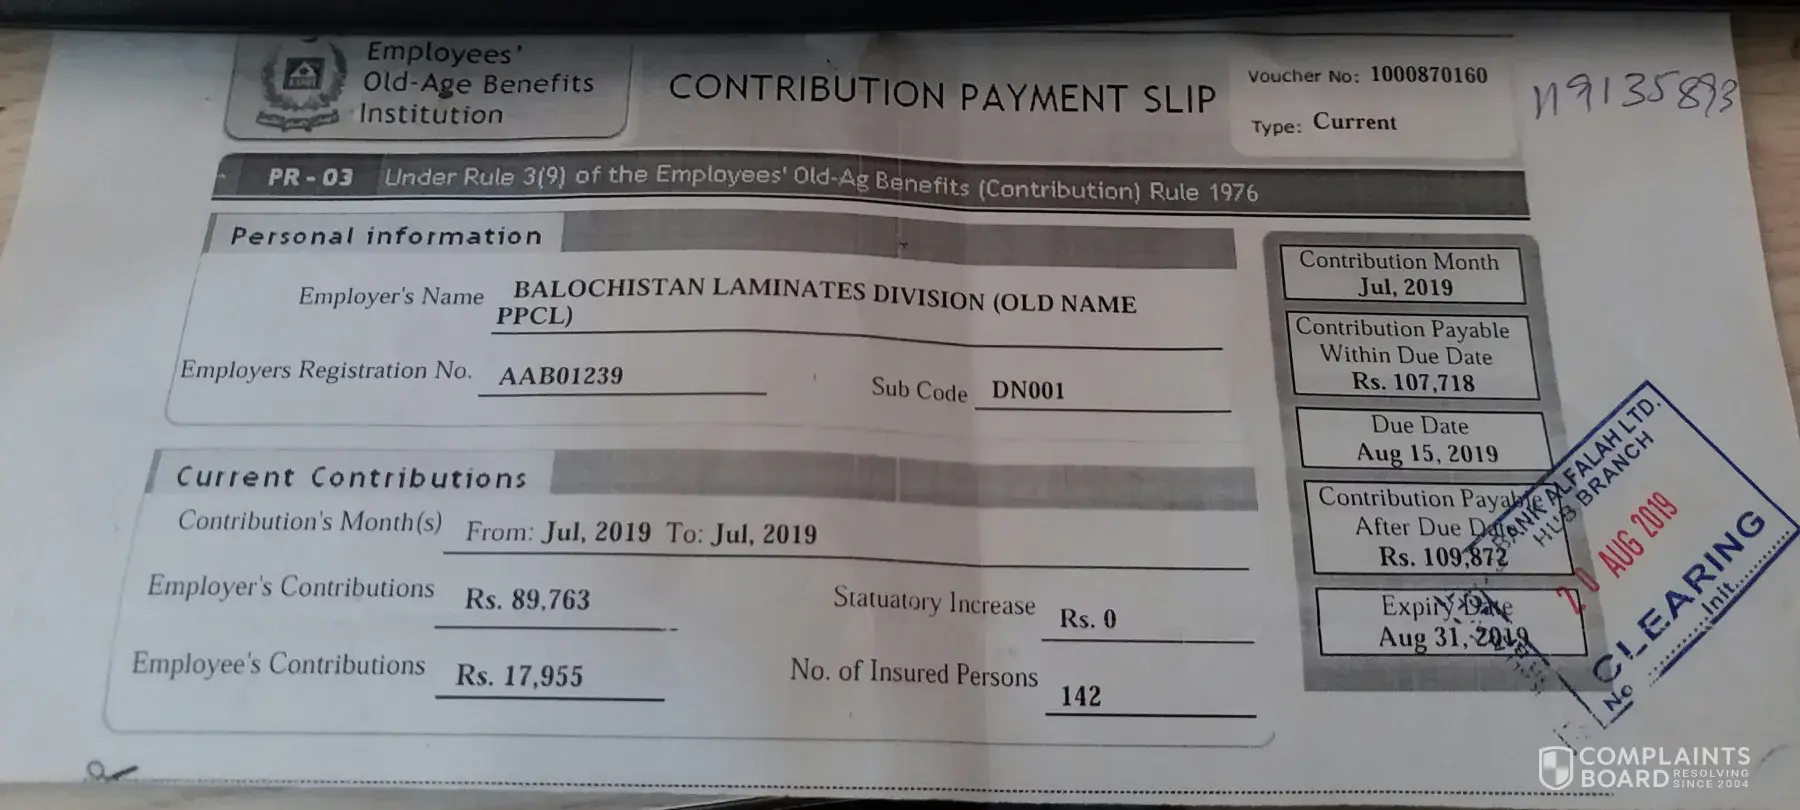 Employees'
Old-Age Benefits
Institution
CONTRIBUTION PAYMENT SLIP
Voucher No: 1000870160
Type: Current
PR - 03 Under Rule 3(9) of the Employees' Old-Ag Benefits (Contribution) Rule 1976
Personal information
Employer's Name BALOCHISTAN LAMINATES DIVISION (OLD NAME
PPCL)
Employers Registration No. AAB01239 Sub Code DN001
Current Contributions
Contribution's Month(s) From: Jul, 2019 To: Jul, 2019
Employer's Contributions Rs. 89,763 Statuatory Increase Rs. 0
Employee's Contributions Rs. 17,955 No. of Insured Persons 142
Contribution Month
Jul, 2019
Contribution Payable
Within Due Date
Rs. 107,718
Due Date
Aug 15, 2019
Contribution Payable
After Due Date
Rs. 109,872
Expiry Date
Aug 31, 2019
BANK ALFALAH LTD.
HUB BRANCH
20 AUG 2019
CLEARING
No Init.
COMPLAINTS
BOARD RESOLVING
SINCE 2004